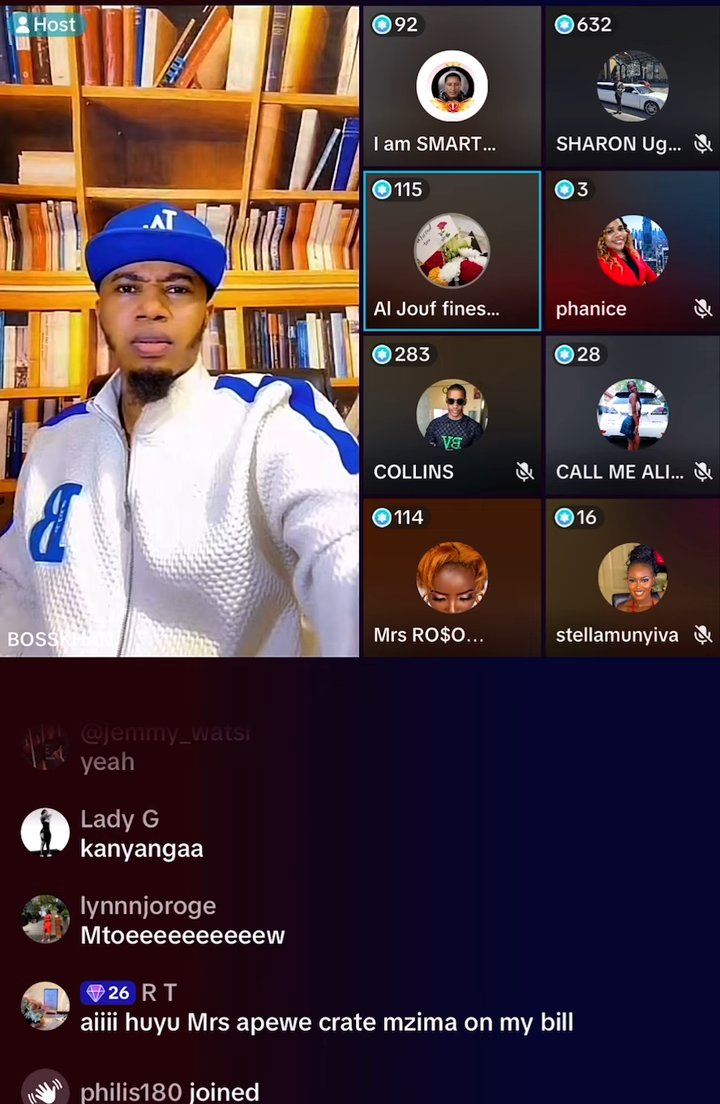 Host
BOSSKHAN
92
I am SMART...
632
SHARON Ug...
115
Al Jouf fines...
3
phanice
283
COLLINS
28
CALL ME ALI...
114
Mrs RO$O...
16
stellamunyiva
@jemmy_watsi
yeah
Lady G
kanyangaa
lynnnjoroge
Mtoeeeeeeeeeew
26 R T
aiiii huyu Mrs apewe crate mzima on my bill
philis180 joined